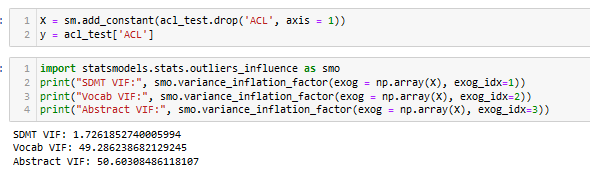 1 X = sm.add_constant(acl_test.drop('ACL', axis = 1))
2 y = acl_test['ACL']
1 import statsmodels.stats.outliers_influence as smo
2 print("SDMT VIF:", smo.variance_inflation_factor(exog = np.array(X), exog_idx=1))
3 print("Vocab VIF:", smo.variance_inflation_factor(exog = np.array(X), exog_idx=2))
4 print("Abstract VIF:", smo.variance_inflation_factor(exog = np.array(X), exog_idx=3))
SDMT VIF: 1.7261852740005994
Vocab VIF: 49.286238682129245
Abstract VIF: 50.60308486118107